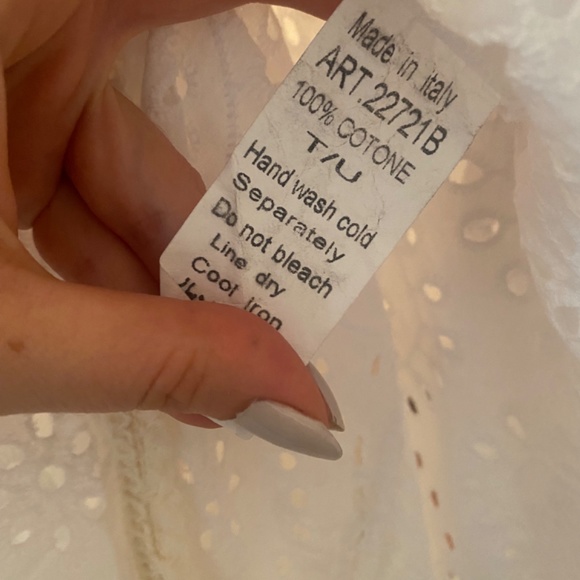 Made in Italy
ART.22721B
100% COTONE
T/U
Hand wash cold
Separately
Do not bleach
Line dry
Cool Iron